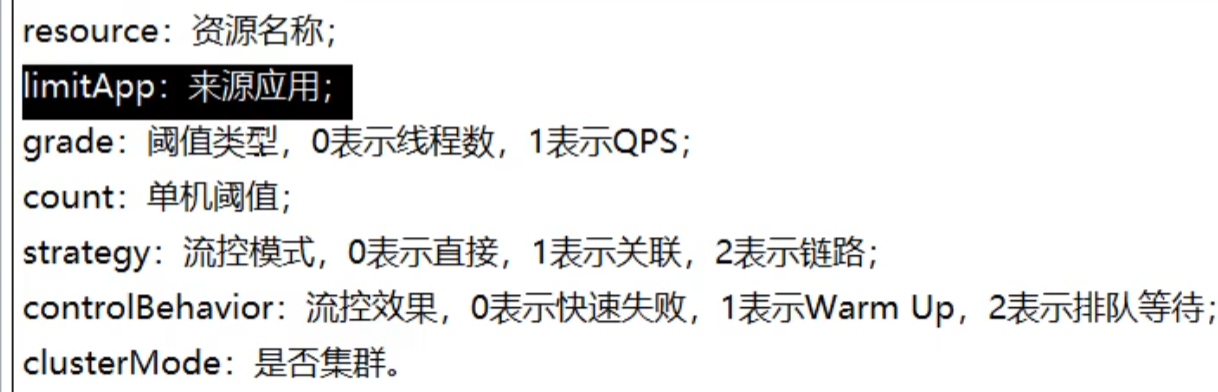 resource：资源名称；
limitApp：来源应用；
grade：阈值类型，0表示线程数，1表示QPS；
count：单机阈值；
strategy：流控模式，0表示直接，1表示关联，2表示链路；
controlBehavior：流控效果，0表示快速失败，1表示Warm Up，2表示排队等待；
clusterMode：是否集群。